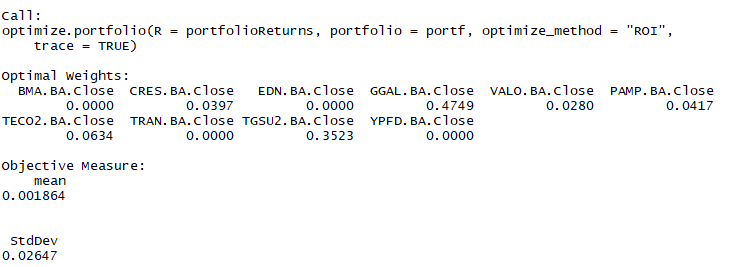 Call:
optimize.portfolio(R = portfolioReturns, portfolio = portf, optimize_method = "ROI",
    trace = TRUE)
Optimal Weights:
  BMA.BA.Close  CRES.BA.Close   EDN.BA.Close  GGAL.BA.Close  VALO.BA.Close  PAMP.BA.Close
        0.0000         0.0397         0.0000         0.4749         0.0280         0.0417
TECO2.BA.Close  TRAN.BA.Close TGSU2.BA.Close  YPFD.BA.Close
        0.0634         0.0000         0.3523         0.0000
Objective Measure:
    mean
0.001864
 StdDev
0.02647